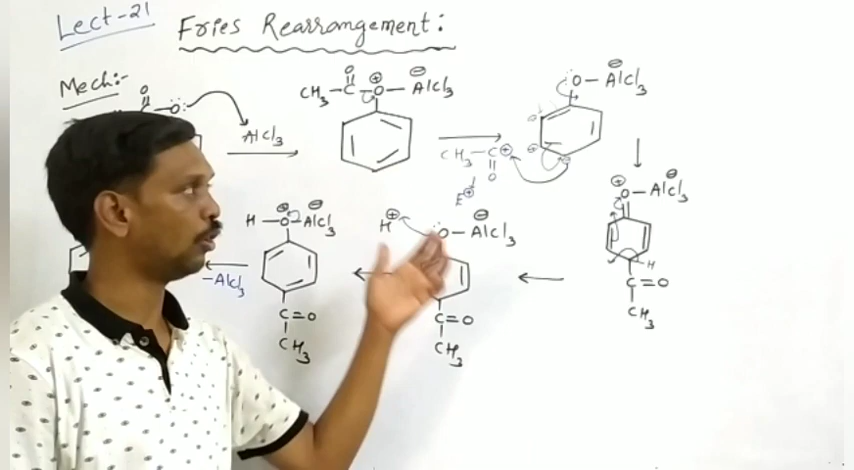 Lect-21 Fries Rearrangement:
Mech:-
O
C—O:
AlCl3
O ⊕ ⊖
CH3—C—O—AlCl3
CH3—C⊕
O
E⊕
⊖
:O—AlCl3
⊖
⊖
⊖
⊕ ⊖
O—AlCl3
H
C=O
CH3
H⊕
⊖
:O—AlCl3
C=O
CH3
⊕ ⊖
H—O—AlCl3
C=O
CH3
-AlCl3